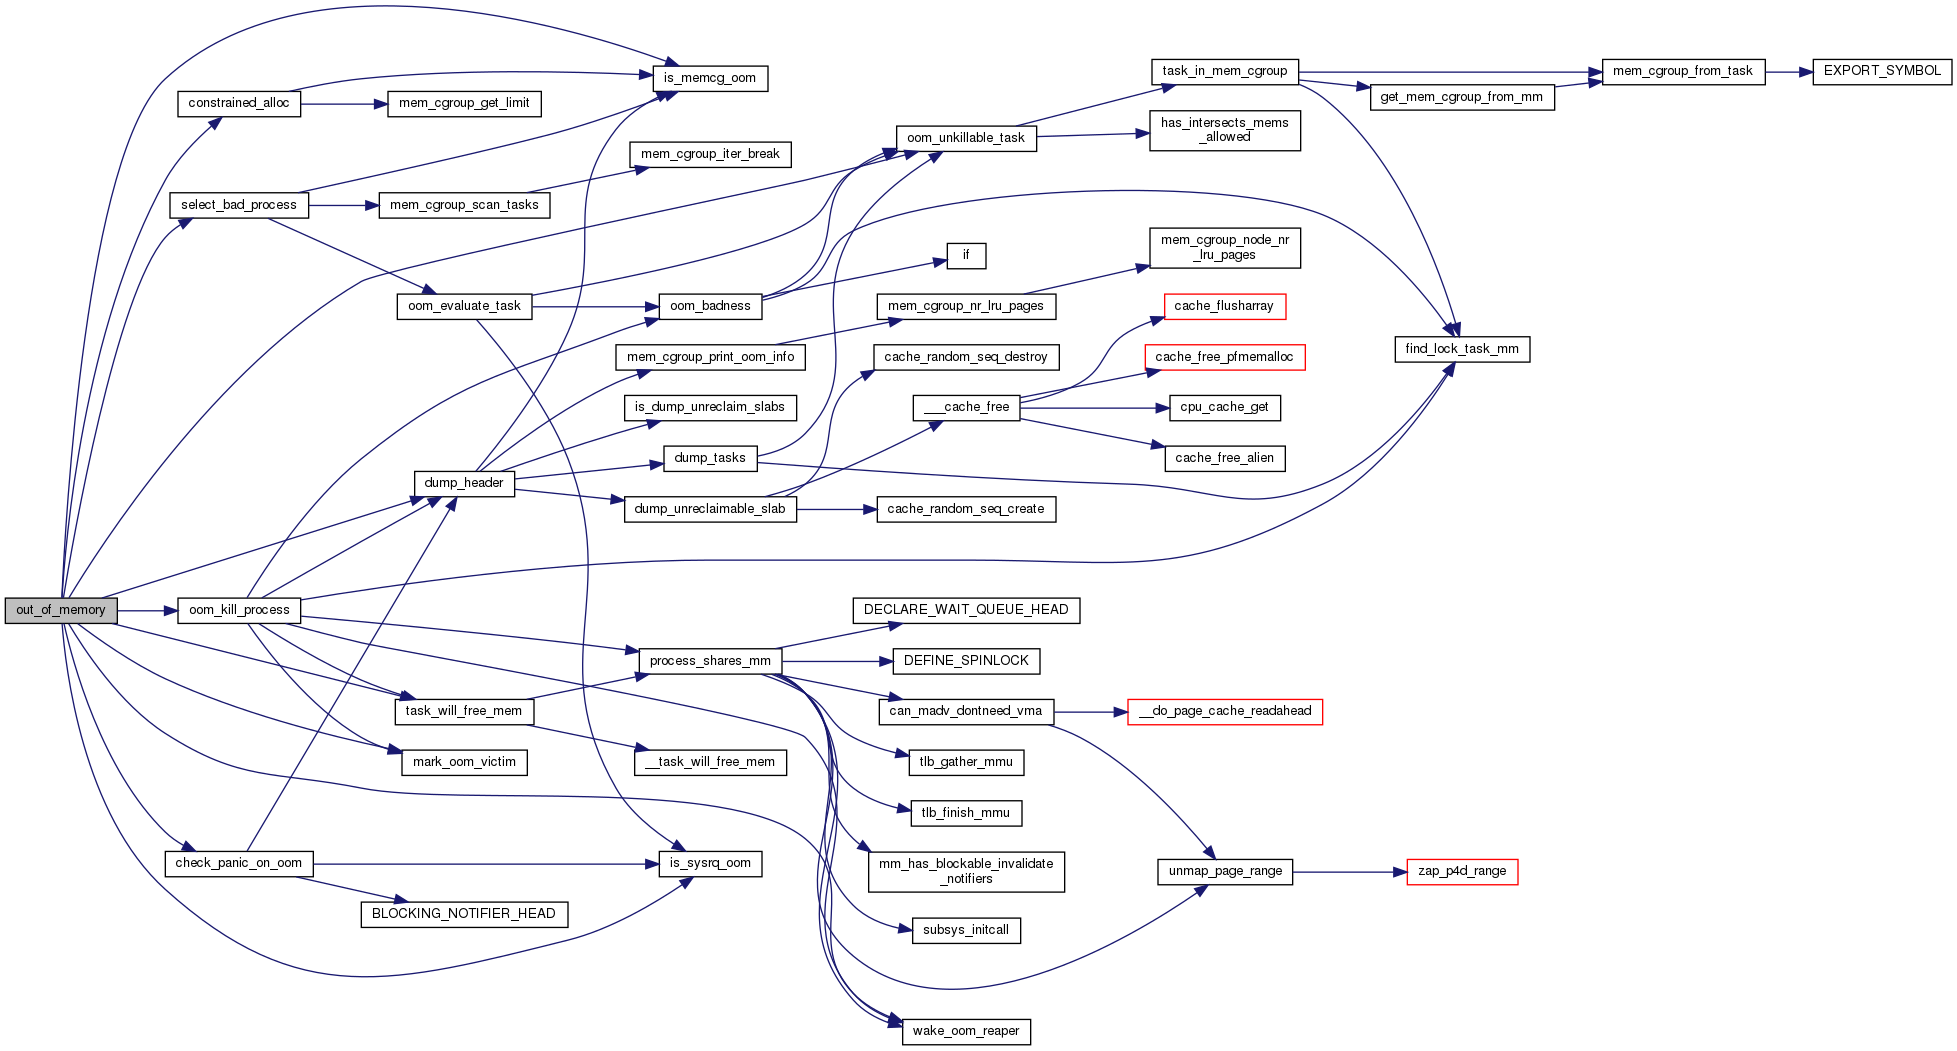 is_memcg_oom
task_in_mem_cgroup
mem_cgroup_from_task
EXPORT_SYMBOL
constrained_alloc
mem_cgroup_get_limit
get_mem_cgroup_from_mm
oom_unkillable_task
has_intersects_mems
_allowed
mem_cgroup_iter_break
select_bad_process
mem_cgroup_scan_tasks
if
mem_cgroup_node_nr
_lru_pages
oom_evaluate_task
oom_badness
mem_cgroup_nr_lru_pages
cache_flusharray
mem_cgroup_print_oom_info
cache_random_seq_destroy
cache_free_pfmemalloc
find_lock_task_mm
is_dump_unreclaim_slabs
___cache_free
cpu_cache_get
dump_header
dump_tasks
cache_free_alien
dump_unreclaimable_slab
cache_random_seq_create
out_of_memory
oom_kill_process
DECLARE_WAIT_QUEUE_HEAD
process_shares_mm
DEFINE_SPINLOCK
task_will_free_mem
can_madv_dontneed_vma
__do_page_cache_readahead
mark_oom_victim
__task_will_free_mem
tlb_gather_mmu
tlb_finish_mmu
check_panic_on_oom
is_sysrq_oom
mm_has_blockable_invalidate
_notifiers
unmap_page_range
zap_p4d_range
BLOCKING_NOTIFIER_HEAD
subsys_initcall
wake_oom_reaper